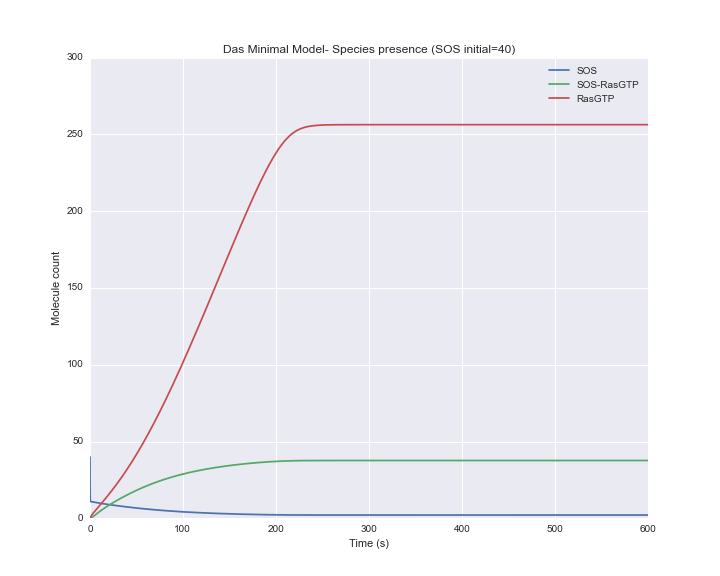 Das Minimal Model- Species presence (SOS initial=40)
300
SOS
SOS-RasGTP
RasGTP
250
200
150
100
50
0
Molecule count
0 100 200 300 400 500 600
Time (s)